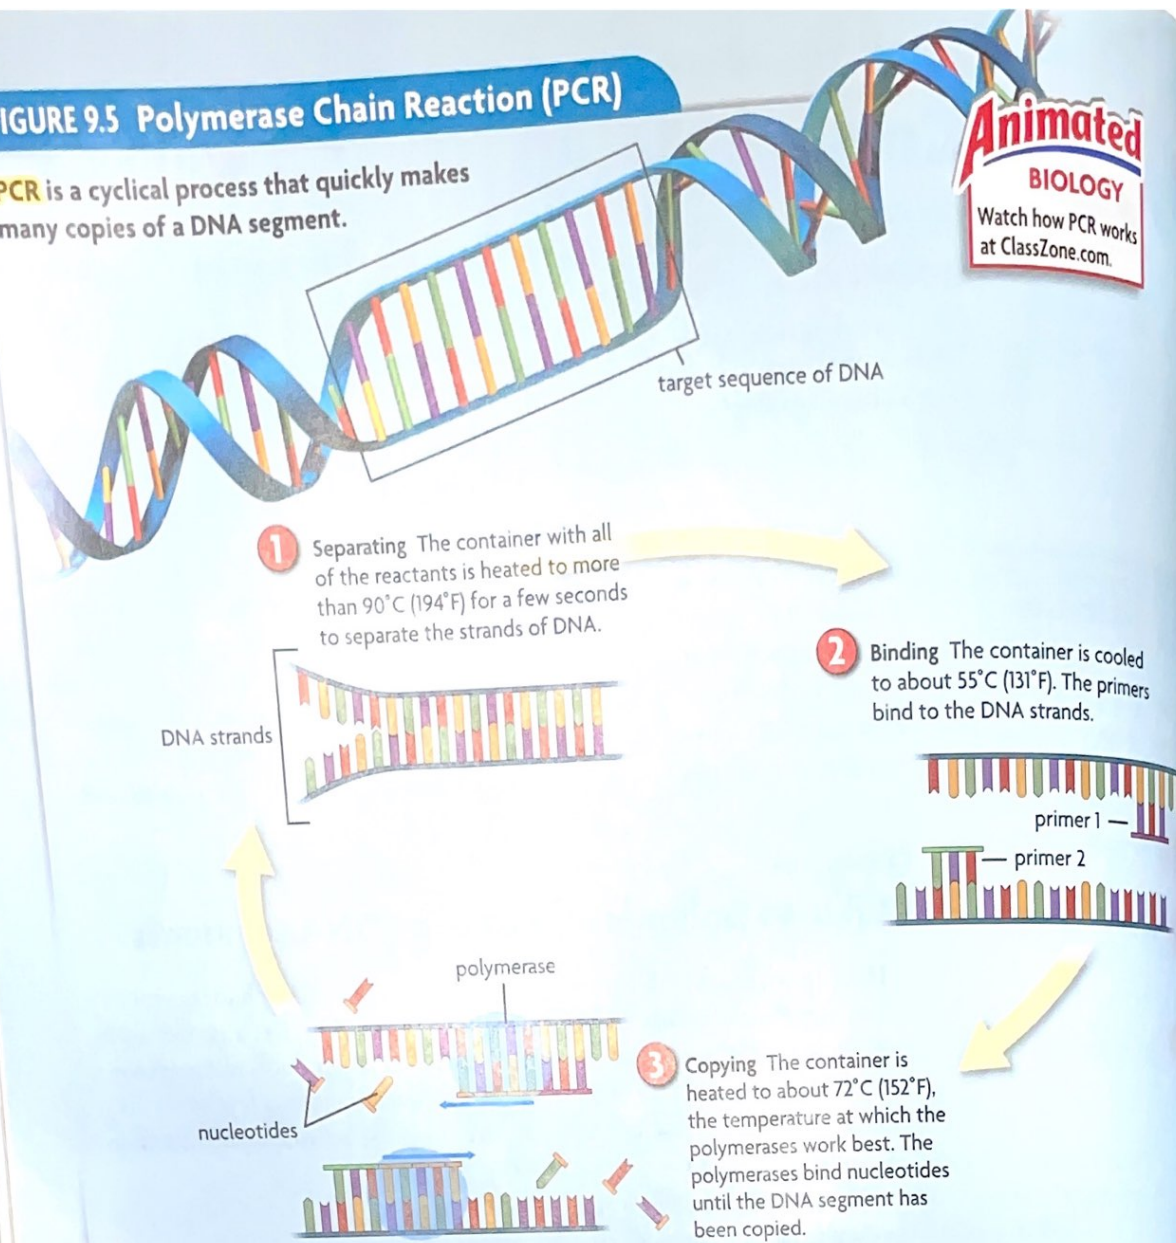 IGURE 9.5 Polymerase Chain Reaction (PCR)
PCR is a cyclical process that quickly makes
many copies of a DNA segment.
Animated
BIOLOGY
Watch how PCR works
at ClassZone.com.
target sequence of DNA
1 Separating The container with all
of the reactants is heated to more
than 90°C (194°F) for a few seconds
to separate the strands of DNA.
DNA strands
2 Binding The container is cooled
to about 55°C (131°F). The primers
bind to the DNA strands.
primer 1
primer 2
polymerase
nucleotides
3 Copying The container is
heated to about 72°C (152°F),
the temperature at which the
polymerases work best. The
polymerases bind nucleotides
until the DNA segment has
been copied.